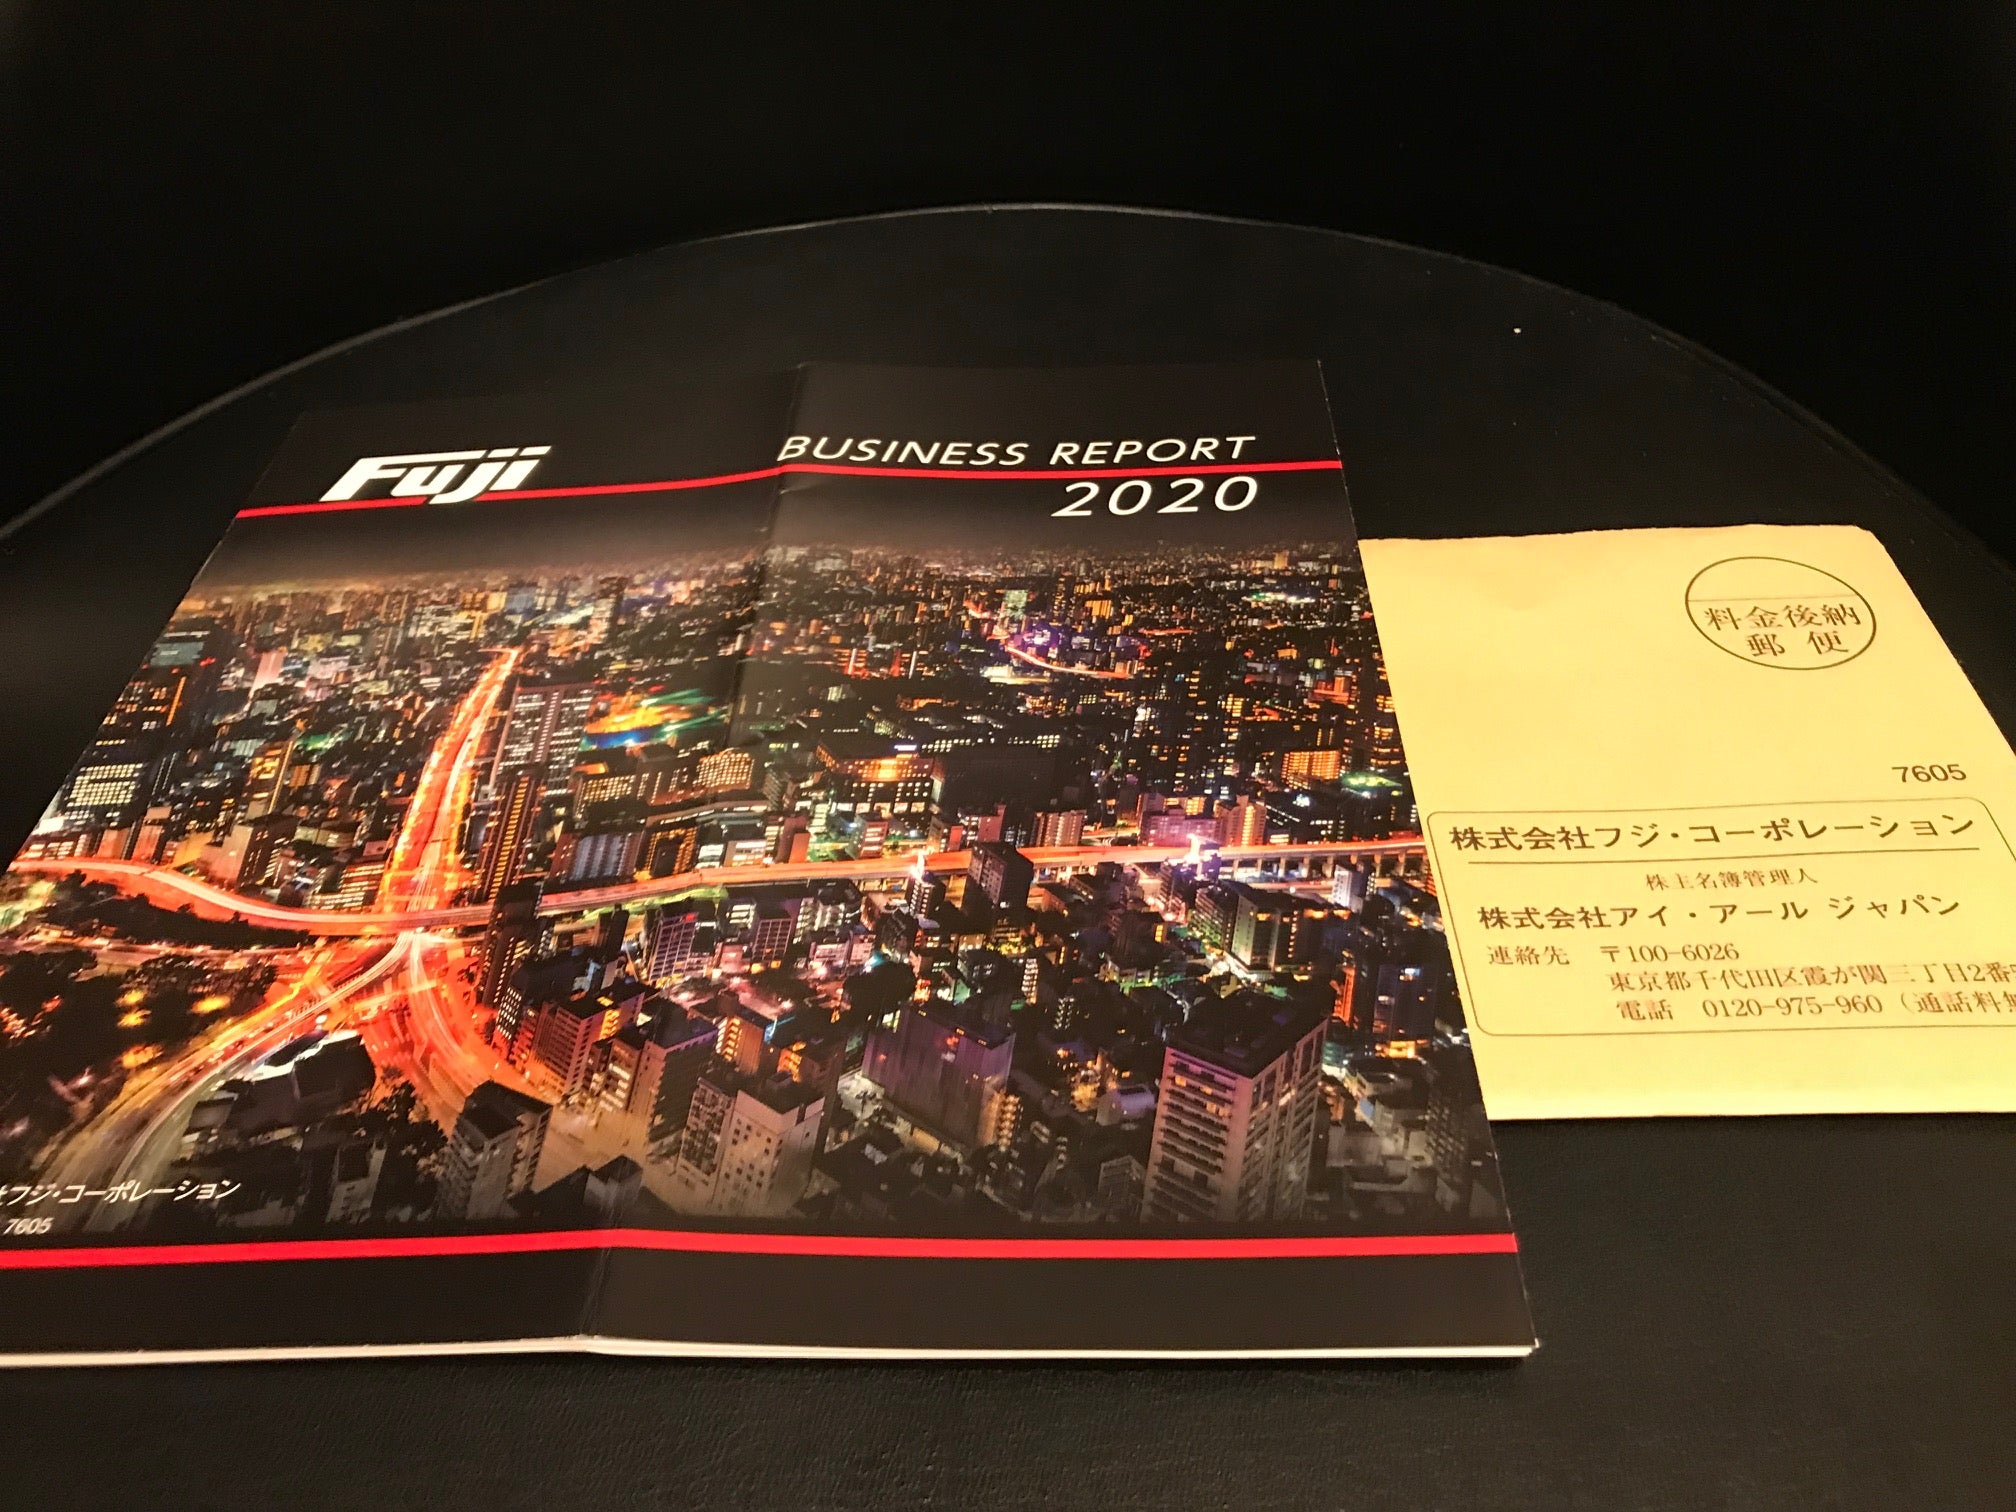 Fuji
BUSINESS REPORT
2020
フジ・コーポレーション
7605
料金後納
郵便
7605
株式会社フジ・コーポレーション
株主名簿管理人
株式会社アイ・アール ジャパン
連絡先 〒100-6026
東京都千代田区霞が関三丁目2番
電話 0120-975-960（通話料